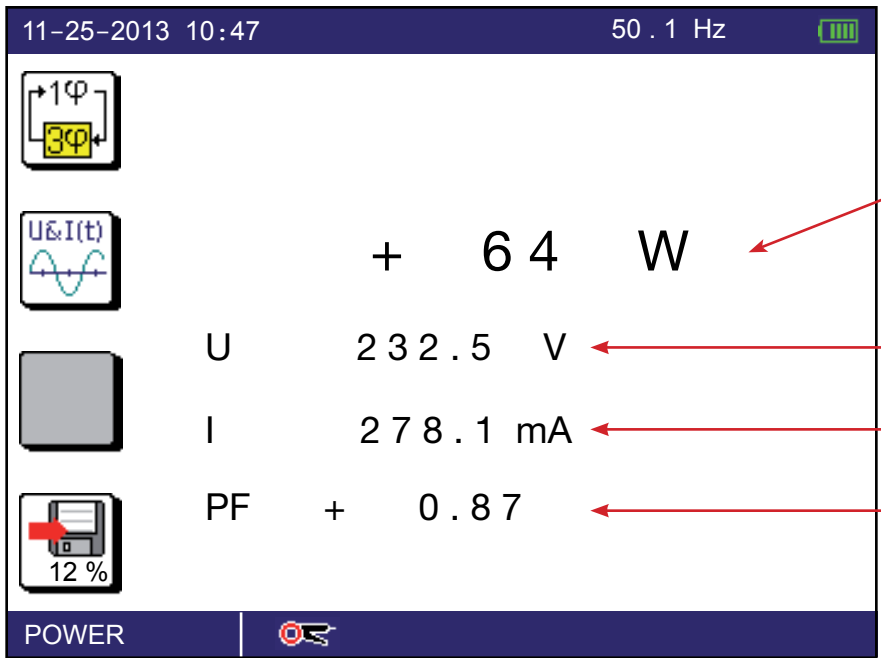 11-25-2013 10:47 50.1 Hz
1φ
3φ
U&I(t)
+ 64 W
U 232.5 V
I 278.1 mA
PF + 0.87
12 %
POWER